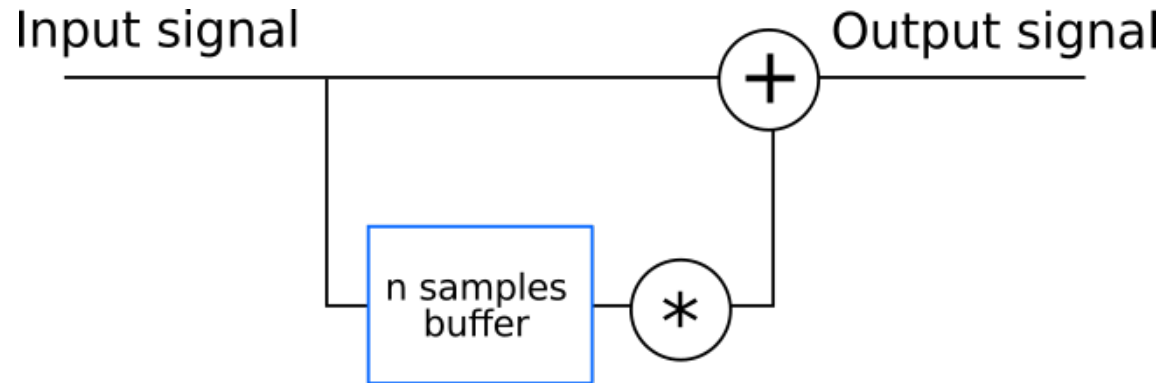 Input signal
Output signal
+
n samples
buffer
*